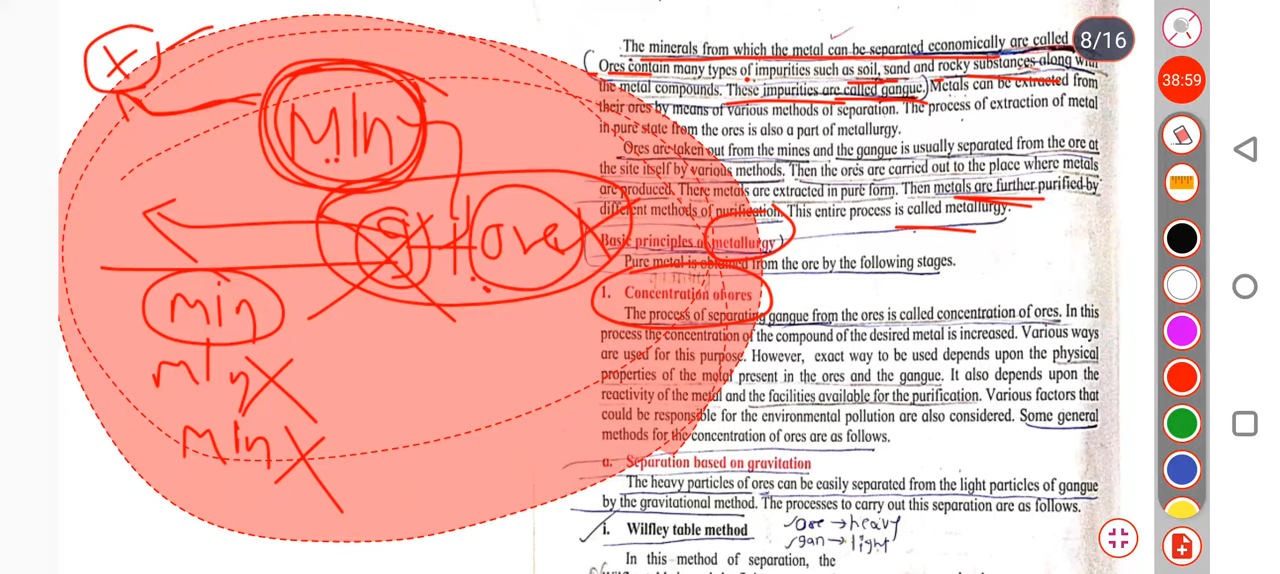 The minerals from which the metal can be separated economically are called
Ores contain many types of impurities such as soil, sand and rocky substances along with
the metal compounds. These impurities are called gangue. Metals can be extracted from
their ores by means of various methods of separation. The process of extraction of metal
in pure state from the ores is also a part of metallurgy.
Ores are taken out from the mines and the gangue is usually separated from the ore at
the site itself by various methods. Then the ores are carried out to the place where metals
are produced. There metals are extracted in pure form. Then metals are further purified by
different methods of purification. This entire process is called metallurgy.
Basic principles of metallurgy
Pure metal is obtained from the ore by the following stages.
1. Concentration of ores
The process of separating gangue from the ores is called concentration of ores. In this
process the concentration of the compound of the desired metal is increased. Various ways
are used for this purpose. However, exact way to be used depends upon the physical
properties of the metal present in the ores and the gangue. It also depends upon the
reactivity of the metal and the facilities available for the purification. Various factors that
could be responsible for the environmental pollution are also considered. Some general
methods for the concentration of ores are as follows.
a. Separation based on gravitation
The heavy particles of ores can be easily separated from the light particles of gangue
by the gravitational method. The processes to carry out this separation are as follows.
i. Wilfley table method
ore → heavy
gan → light
In this method of separation, the
8/16
38:59
x
Min
g + ore
min
min X
min X